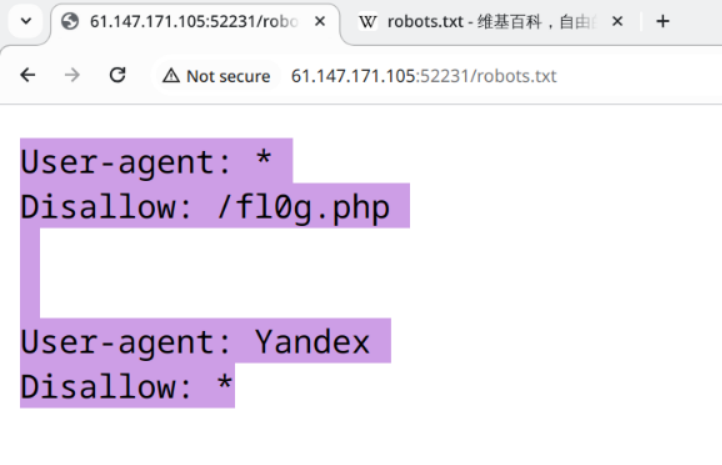 61.147.171.105:52231/robo
robots.txt - 维基百科，自由
Not secure 61.147.171.105:52231/robots.txt
User-agent: *
Disallow: /fl0g.php
User-agent: Yandex
Disallow: *